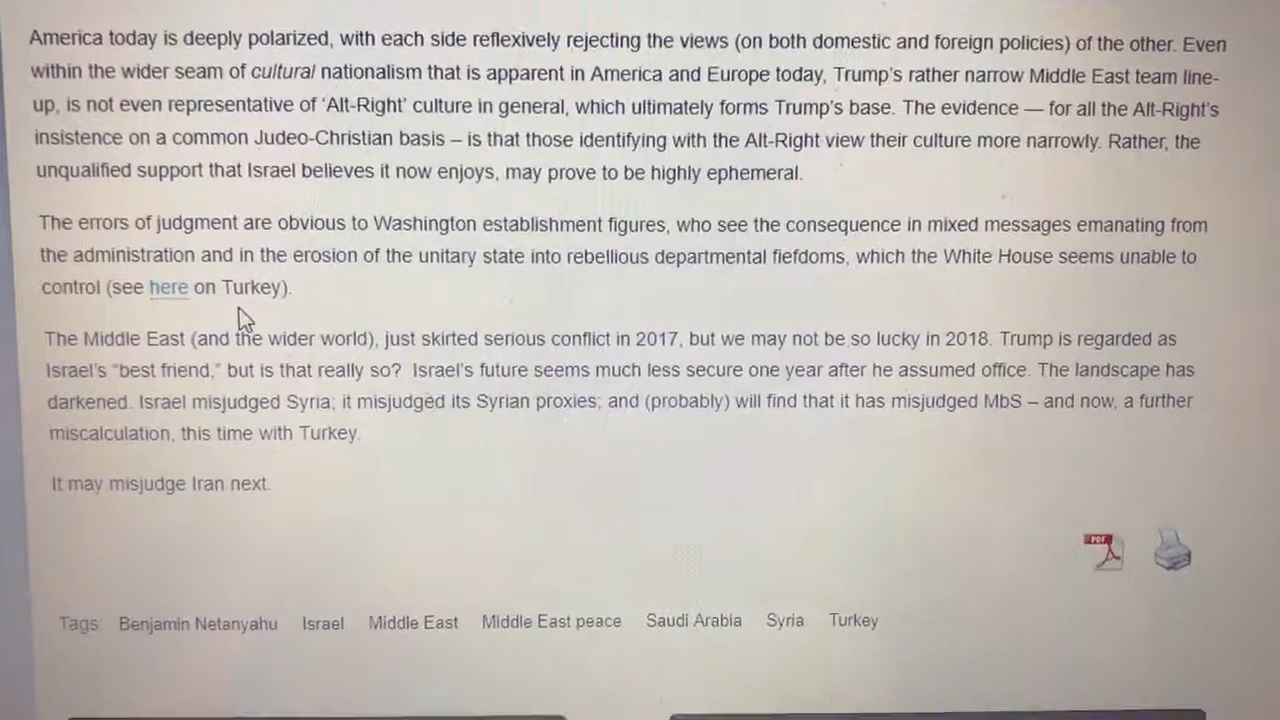 America today is deeply polarized, with each side reflexively rejecting the views (on both domestic and foreign policies) of the other. Even
within the wider seam of cultural nationalism that is apparent in America and Europe today, Trump's rather narrow Middle East team line-
up, is not even representative of 'Alt-Right' culture in general, which ultimately forms Trump's base. The evidence — for all the Alt-Right's
insistence on a common Judeo-Christian basis – is that those identifying with the Alt-Right view their culture more narrowly. Rather, the
unqualified support that Israel believes it now enjoys, may prove to be highly ephemeral.
The errors of judgment are obvious to Washington establishment figures, who see the consequence in mixed messages emanating from
the administration and in the erosion of the unitary state into rebellious departmental fiefdoms, which the White House seems unable to
control (see here on Turkey).
The Middle East (and the wider world), just skirted serious conflict in 2017, but we may not be so lucky in 2018. Trump is regarded as
Israel's "best friend," but is that really so? Israel's future seems much less secure one year after he assumed office. The landscape has
darkened. Israel misjudged Syria; it misjudged its Syrian proxies; and (probably) will find that it has misjudged MbS – and now, a further
miscalculation, this time with Turkey.
It may misjudge Iran next.
PDF
Tags: Benjamin Netanyahu Israel Middle East Middle East peace Saudi Arabia Syria Turkey